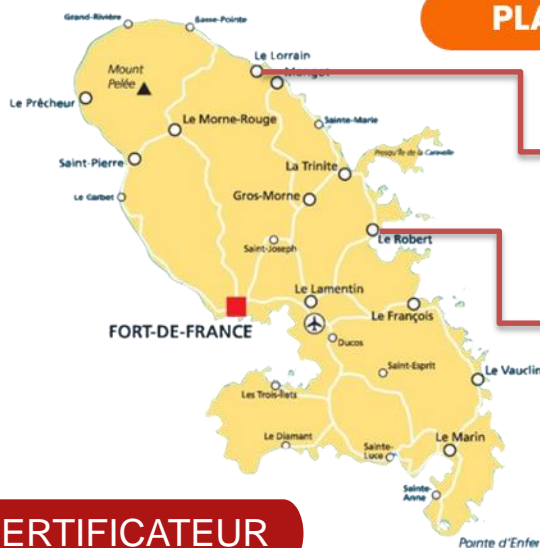 PLA
Grand-Rivière
Basse-Pointe
Le Lorrain
Mount
Pelée
Marigot
Le Prêcheur
Le Morne-Rouge
Sainte-Marie
Presqu'île de la Caravelle
Saint-Pierre
La Trinite
Le Carbet
Gros-Morne
Le Robert
Saint-Joseph
Le Lamentin
Le François
FORT-DE-FRANCE
Ducos
Saint-Esprit
Le Vauclin
Les Trois-Ilets
Le Diamant
Sainte-
Luce
Le Marin
Sainte-
Anne
ERTIFICATEUR
Pointe d'Enfer